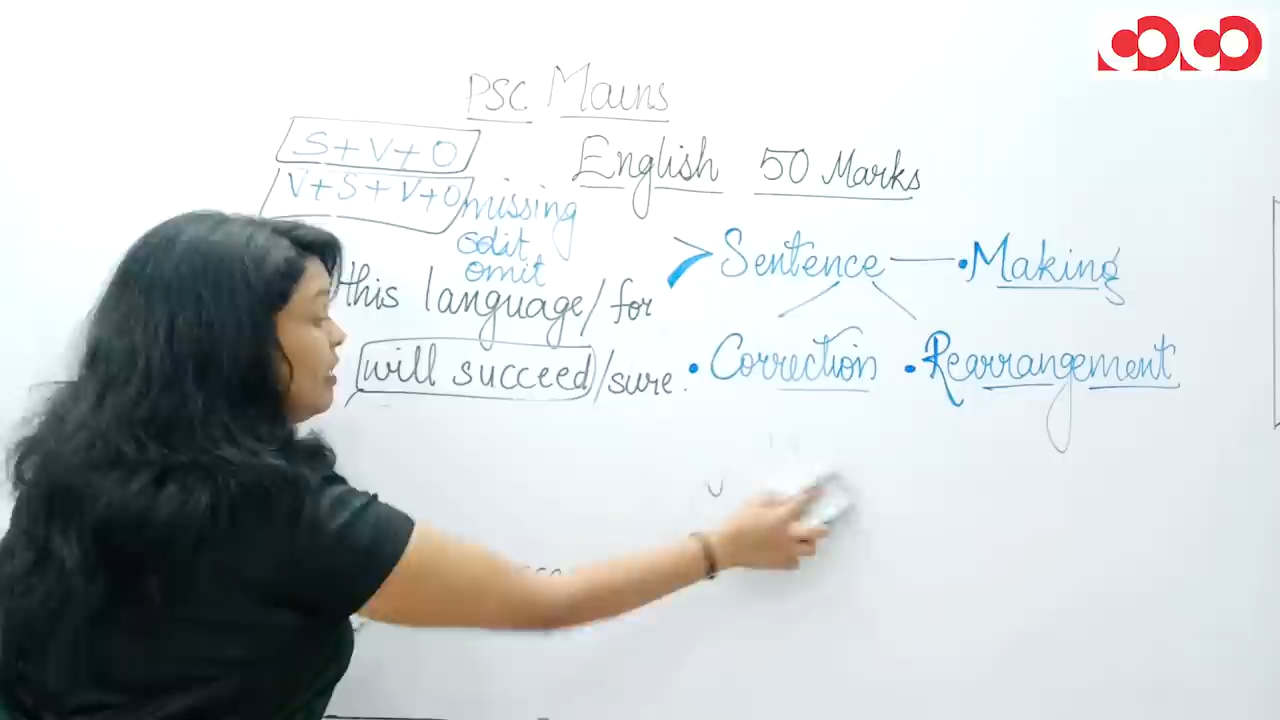 PSC Mains
S+V+O
English 50 Marks
V+S+V+O missing
edit
omit
Sentence — • Making
this language/for
will succeed/sure.
• Correction • Rearrangement